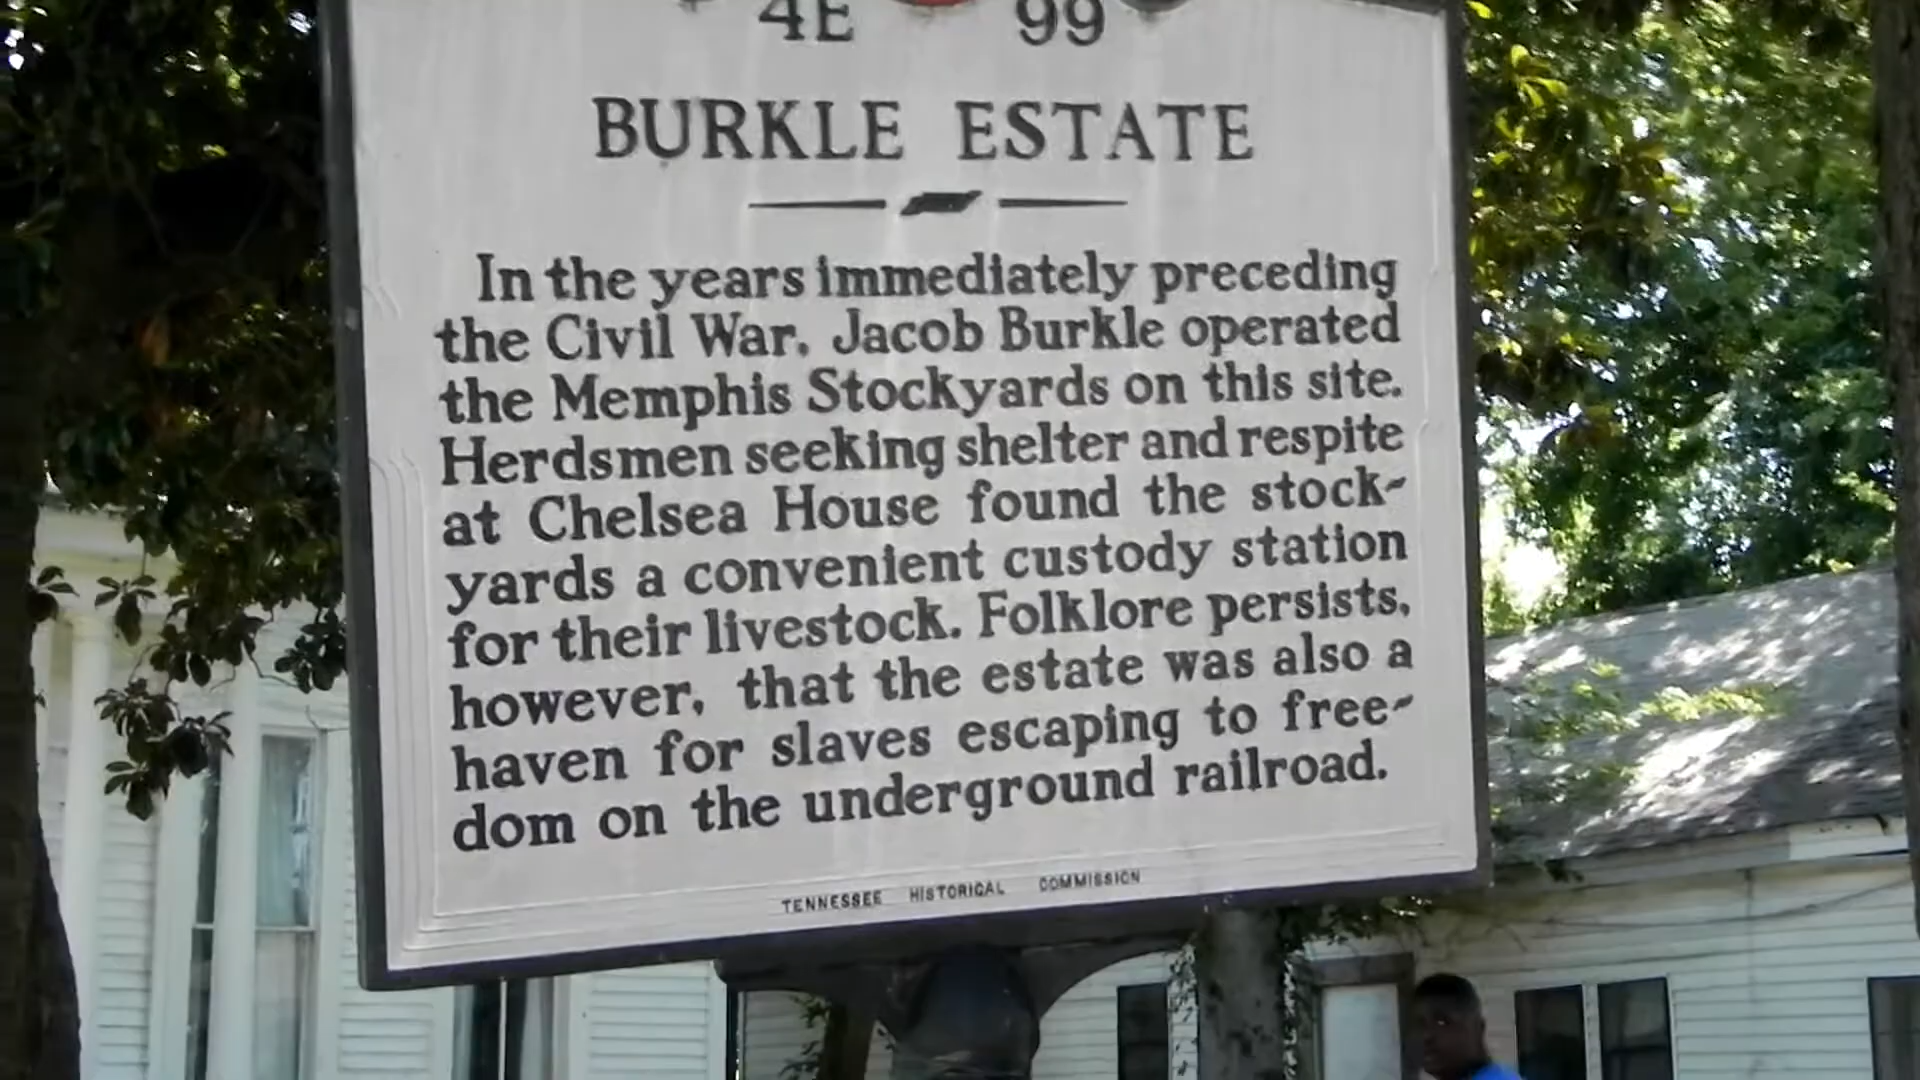 4E 99
BURKLE ESTATE
In the years immediately preceding
the Civil War, Jacob Burkle operated
the Memphis Stockyards on this site.
Herdsmen seeking shelter and respite
at Chelsea House found the stock-
yards a convenient custody station
for their livestock. Folklore persists,
however, that the estate was also a
haven for slaves escaping to free-
dom on the underground railroad.
TENNESSEE HISTORICAL COMMISSION